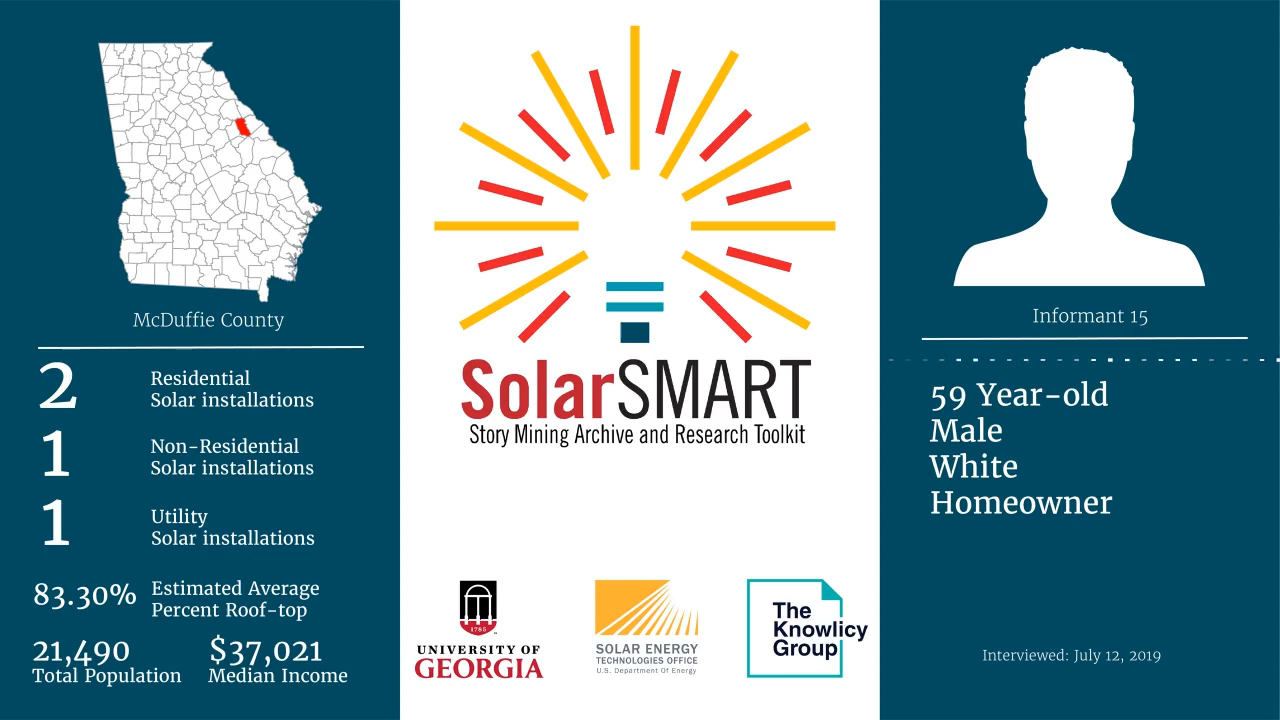 McDuffie County
2
Residential
Solar installations
1
Non-Residential
Solar installations
1
Utility
Solar installations
83.30%
Estimated Average
Percent Roof-top
21,490
Total Population
$37,021
Median Income
SolarSMART
Story Mining Archive and Research Toolkit
1785
UNIVERSITY OF
GEORGIA
SOLAR ENERGY
TECHNOLOGIES OFFICE
U.S. Department Of Energy
The
Knowlicy
Group
Informant 15
59 Year-old
Male
White
Homeowner
Interviewed: July 12, 2019